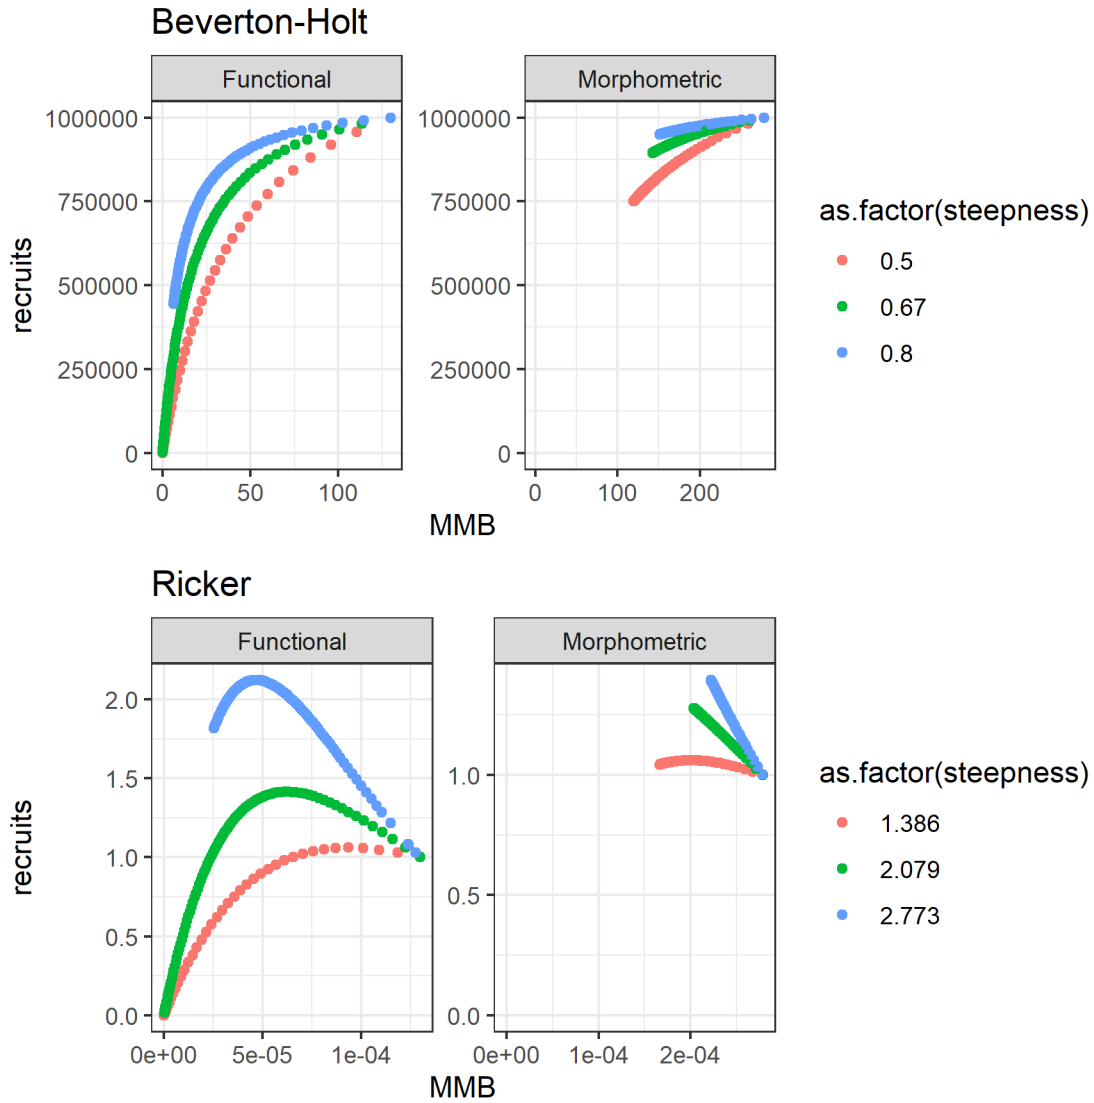 Beverton-Holt
Functional
Morphometric
1000000
750000
500000
250000
0
1000000
750000
500000
250000
0
recruits
0 50 100
0 100 200
MMB
as.factor(steepness)
0.5
0.67
0.8
Ricker
Functional
Morphometric
2.0
1.5
1.0
0.5
0.0
1.0
0.5
0.0
recruits
0e+00 5e-05 1e-04
0e+00 1e-04 2e-04
MMB
as.factor(steepness)
1.386
2.079
2.773